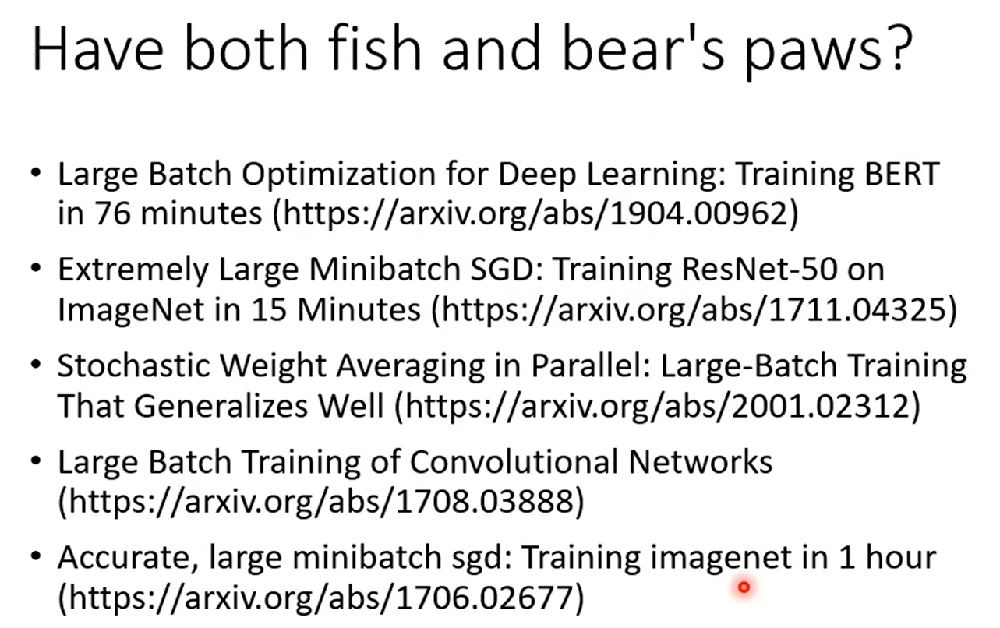 Have both fish and bear's paws?
• Large Batch Optimization for Deep Learning: Training BERT
in 76 minutes (https://arxiv.org/abs/1904.00962)
• Extremely Large Minibatch SGD: Training ResNet-50 on
ImageNet in 15 Minutes (https://arxiv.org/abs/1711.04325)
• Stochastic Weight Averaging in Parallel: Large-Batch Training
That Generalizes Well (https://arxiv.org/abs/2001.02312)
• Large Batch Training of Convolutional Networks
(https://arxiv.org/abs/1708.03888)
• Accurate, large minibatch sgd: Training imagenet in 1 hour
(https://arxiv.org/abs/1706.02677)